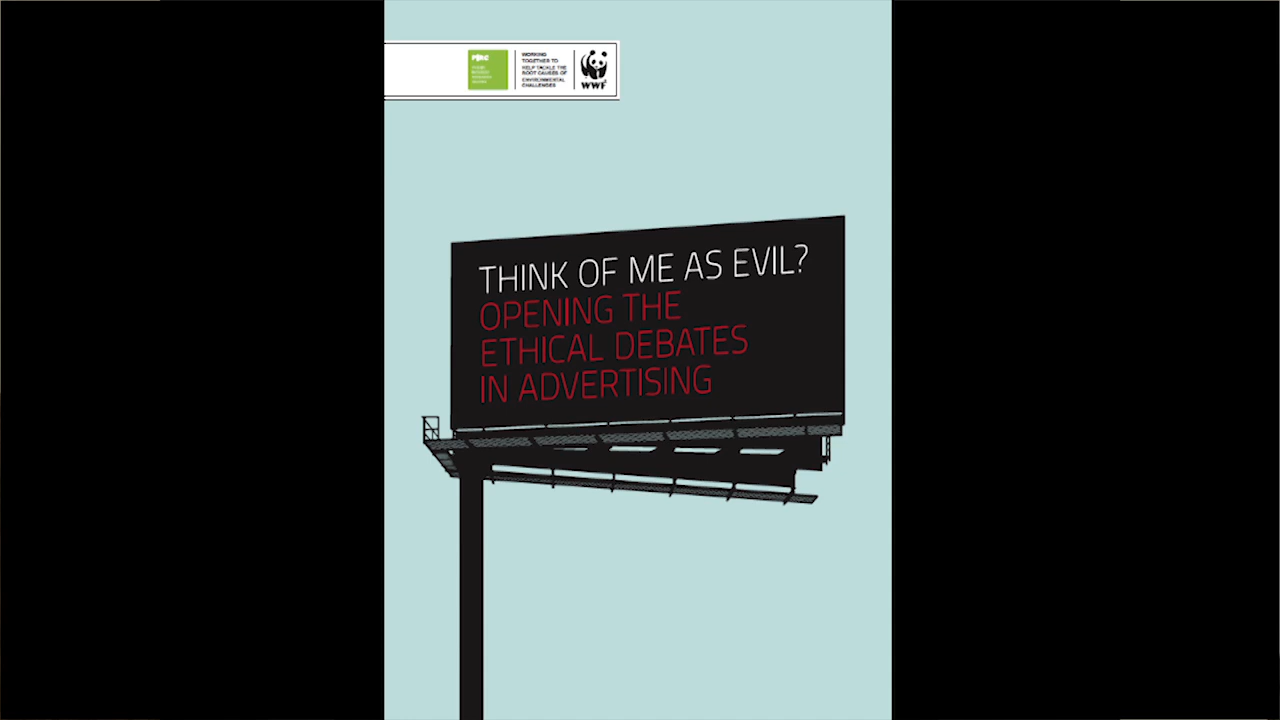 PIRC
WORKING
TOGETHER TO
HELP TACKLE THE
ROOT CAUSES OF
ENVIRONMENTAL
CHALLENGES
WWF
THINK OF ME AS EVIL?
OPENING THE
ETHICAL DEBATES
IN ADVERTISING